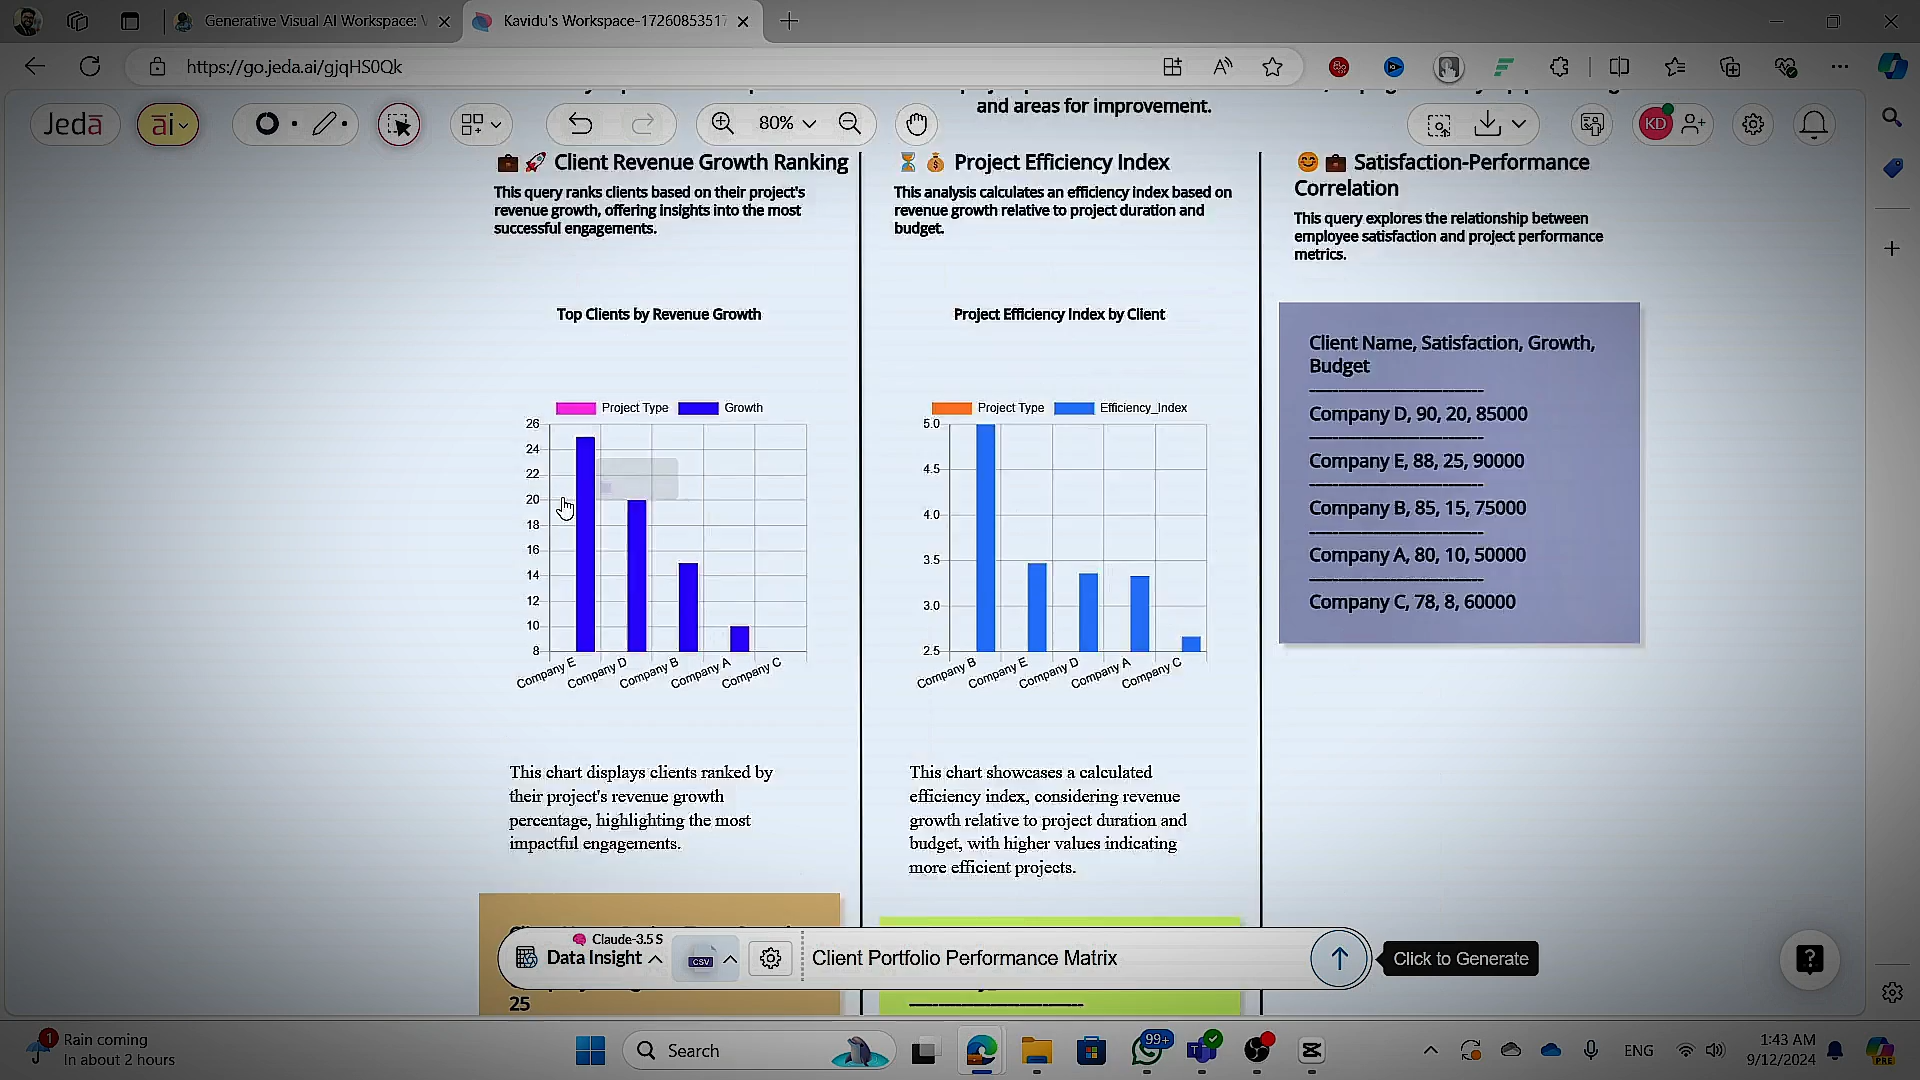 Generative Visual AI Workspace: V
Kavidu's Workspace-17260853517
https://go.jeda.ai/gjqHS0Qk
and areas for improvement.
Jedā
āi
80%
KD
Client Revenue Growth Ranking
This query ranks clients based on their project's
revenue growth, offering insights into the most
successful engagements.
Top Clients by Revenue Growth
Project Type
Growth
26
24
22
20
18
16
14
12
10
8
Company E
Company D
Company B
Company A
Company C
This chart displays clients ranked by
their project's revenue growth
percentage, highlighting the most
impactful engagements.
25
Project Efficiency Index
This analysis calculates an efficiency index based on
revenue growth relative to project duration and
budget.
Project Efficiency Index by Client
Project Type
Efficiency_Index
5.0
4.5
4.0
3.5
3.0
2.5
Company B
Company E
Company D
Company A
Company C
This chart showcases a calculated
efficiency index, considering revenue
growth relative to project duration and
budget, with higher values indicating
more efficient projects.
Satisfaction-Performance
Correlation
This query explores the relationship between
employee satisfaction and project performance
metrics.
Client Name, Satisfaction, Growth,
Budget
Company D, 90, 20, 85000
Company E, 88, 25, 90000
Company B, 85, 15, 75000
Company A, 80, 10, 50000
Company C, 78, 8, 60000
Claude-3.5 S
Data Insight
CSV
Client Portfolio Performance Matrix
Click to Generate
1
Rain coming
In about 2 hours
Search
99+
ENG
1:43 AM
9/12/2024
PRE